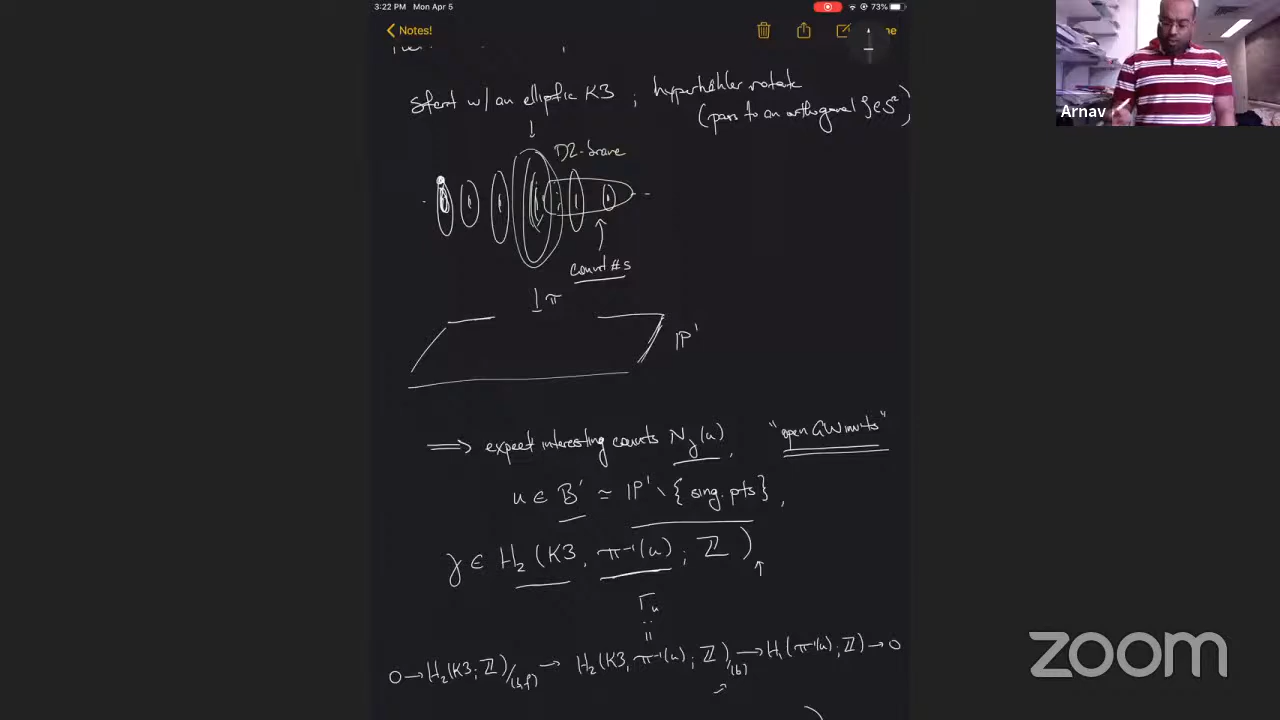 3:22 PM Mon Apr 5
73%
Notes!
Start w/ an elliptic K3 ; hyperkahler rotate
(pass to an orthogonal ζ∈S²)
D2-brane
count #s
↓π
ℙ¹
⟹ expect interesting counts N_γ(u), "open GW invts"
u ∈ B' ≃ ℙ¹ \ { sing. pts },
γ ∈ H₂(K3, π⁻¹(u); ℤ)
Γ_u
0 → H₂(K3; ℤ)/(b,f) → H₂(K3, π⁻¹(u); ℤ)/(b) → H₁(π⁻¹(u); ℤ) → 0
Arnav
zoom